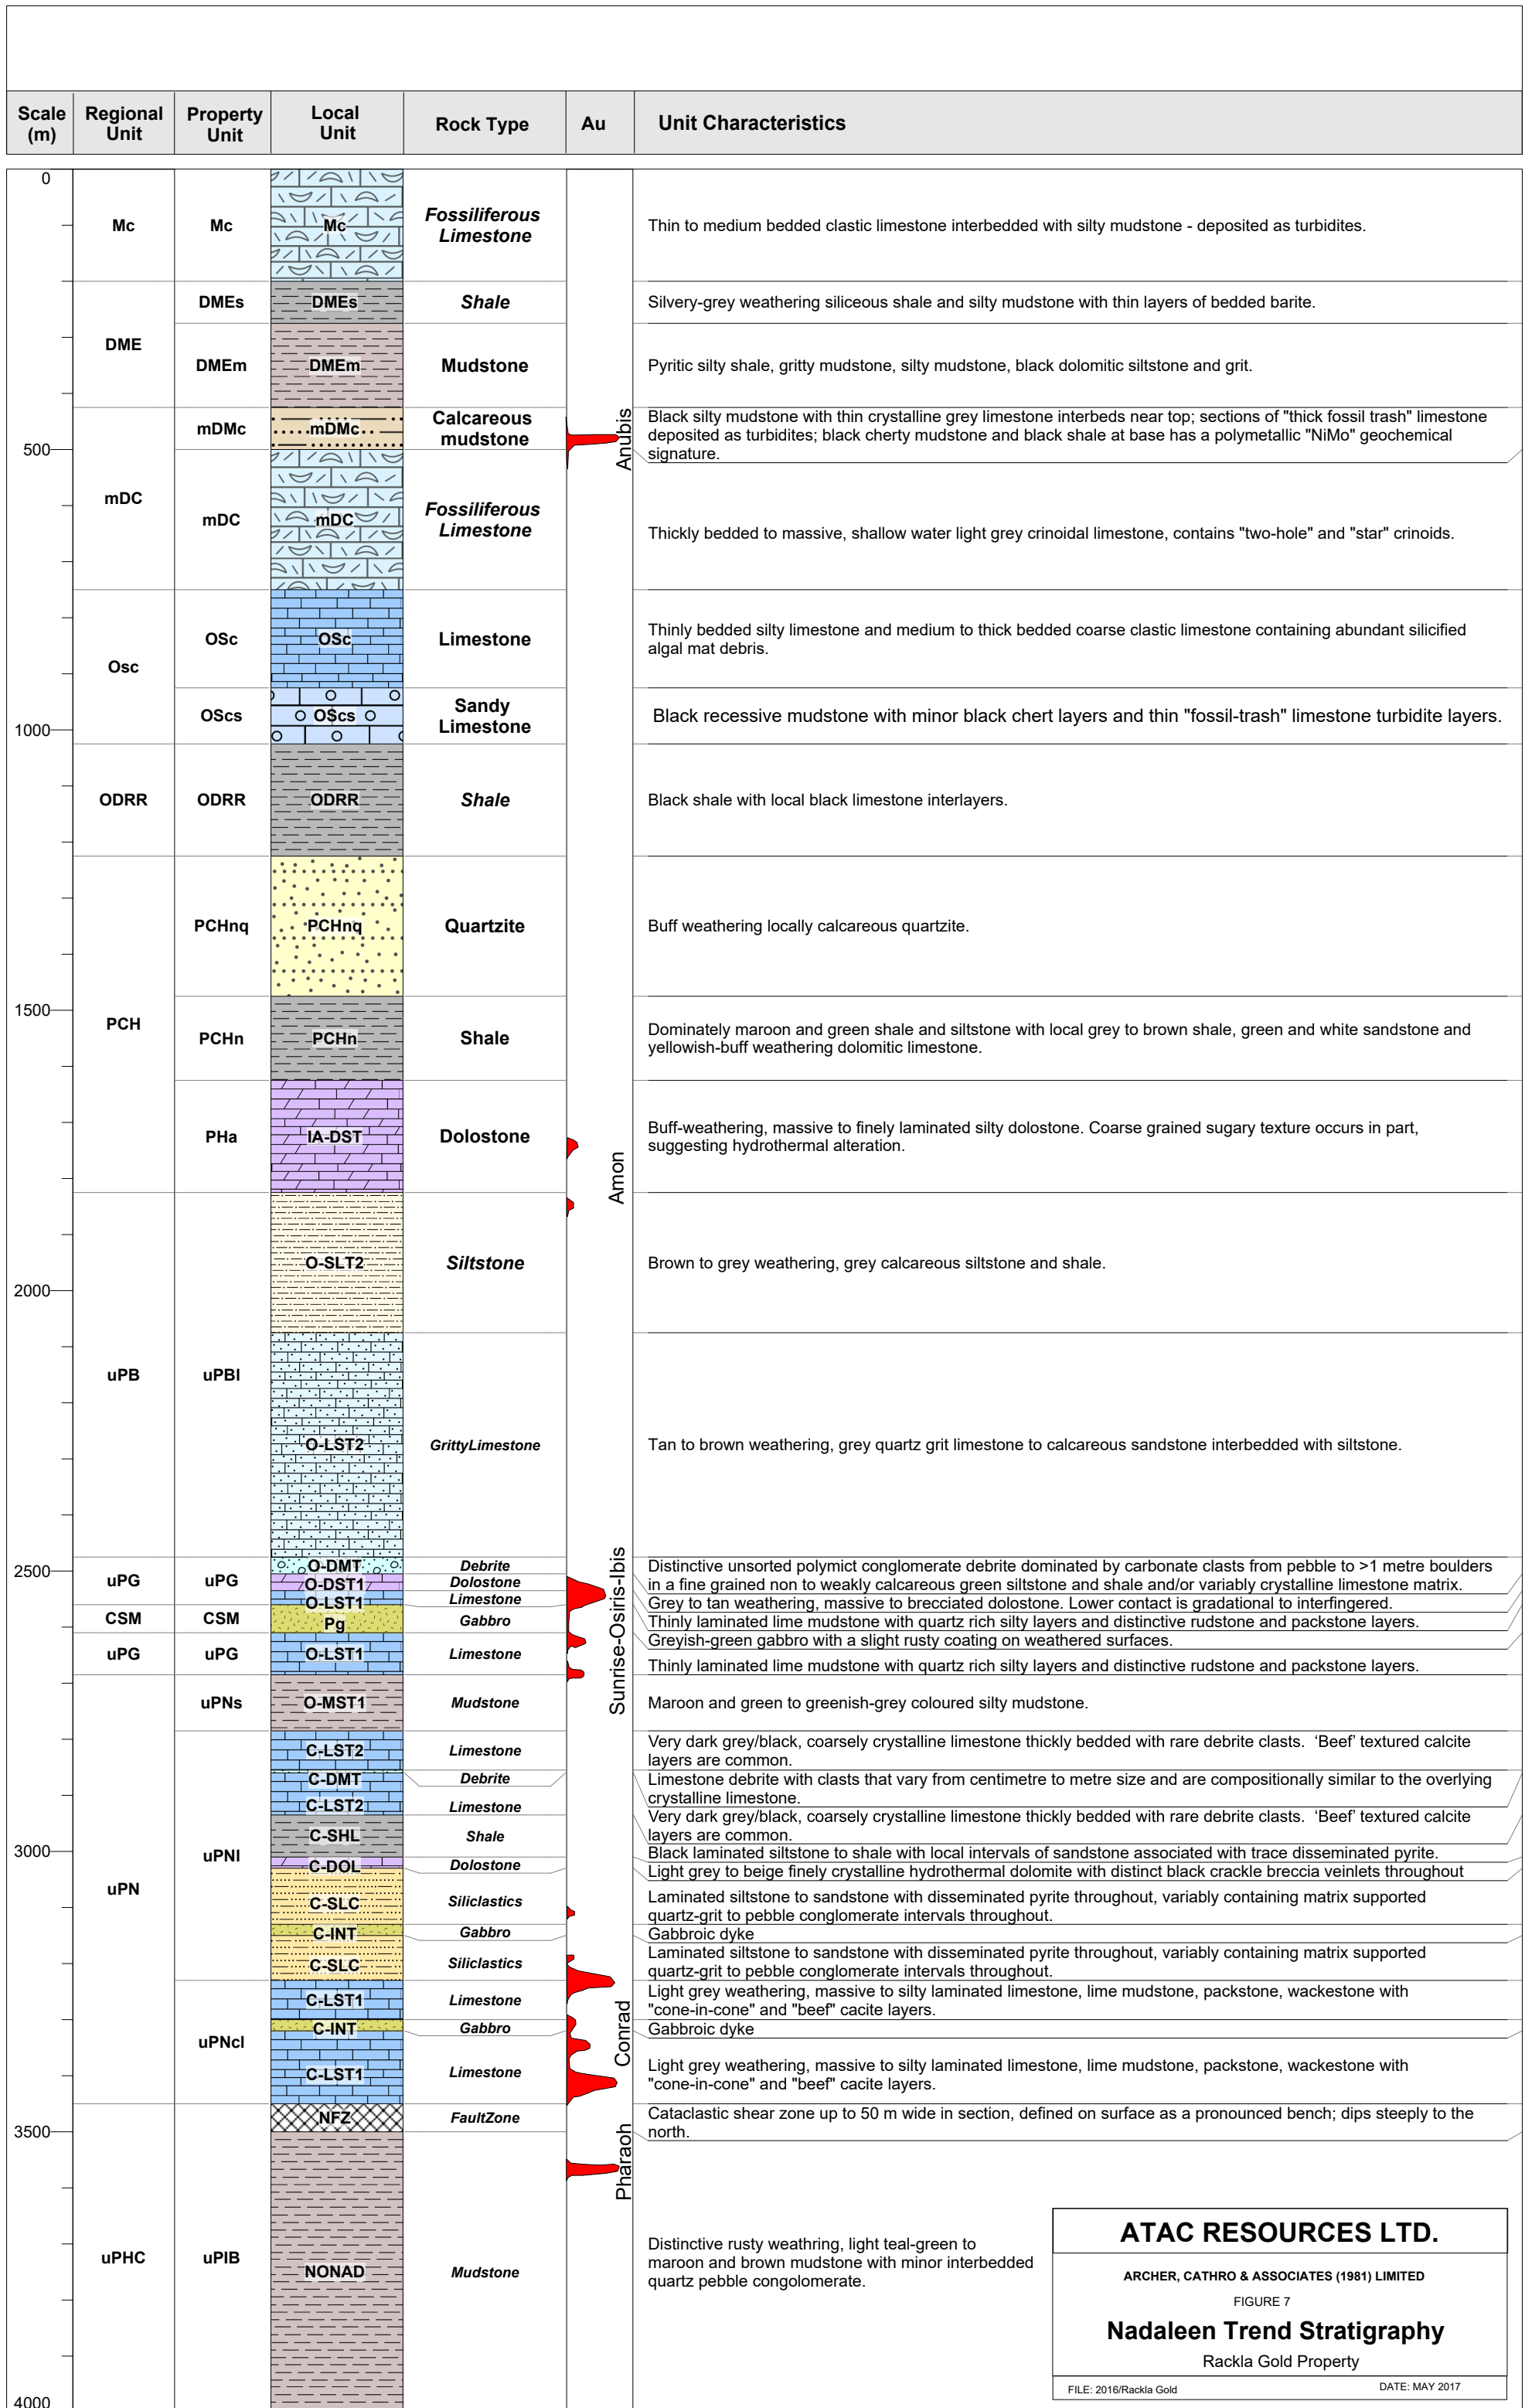 Scale (m)
Regional Unit
Property Unit
Local Unit
Rock Type
Au
Unit Characteristics
0
Mc
Mc
Mc
Fossiliferous
Limestone
Thin to medium bedded clastic limestone interbedded with silty mudstone - deposited as turbidites.
DME
DMEs
DMEs
Shale
Silvery-grey weathering siliceous shale and silty mudstone with thin layers of bedded barite.
DMEm
DMEm
Mudstone
Pyritic silty shale, gritty mudstone, silty mudstone, black dolomitic siltstone and grit.
mDC
mDMc
mDMc
Calcareous
mudstone
Anubis
Black silty mudstone with thin crystalline grey limestone interbeds near top; sections of "thick fossil trash" limestone
deposited as turbidites; black cherty mudstone and black shale at base has a polymetallic "NiMo" geochemical
signature.
500
mDC
mDC
Fossiliferous
Limestone
Thickly bedded to massive, shallow water light grey crinoidal limestone, contains "two-hole" and "star" crinoids.
Osc
OSc
OSc
Limestone
Thinly bedded silty limestone and medium to thick bedded coarse clastic limestone containing abundant silicified
algal mat debris.
OScs
OScs
Sandy
Limestone
Black recessive mudstone with minor black chert layers and thin "fossil-trash" limestone turbidite layers.
1000
ODRR
ODRR
ODRR
Shale
Black shale with local black limestone interlayers.
PCH
PCHnq
PCHnq
Quartzite
Buff weathering locally calcareous quartzite.
1500
PCHn
PCHn
Shale
Dominately maroon and green shale and siltstone with local grey to brown shale, green and white sandstone and
yellowish-buff weathering dolomitic limestone.
PHa
IA-DST
Dolostone
Amon
Buff-weathering, massive to finely laminated silty dolostone. Coarse grained sugary texture occurs in part,
suggesting hydrothermal alteration.
uPB
uPBl
O-SLT2
Siltstone
Brown to grey weathering, grey calcareous siltstone and shale.
2000
O-LST2
GrittyLimestone
Tan to brown weathering, grey quartz grit limestone to calcareous sandstone interbedded with siltstone.
2500
Sunrise-Osiris-Ibis
O-DMT
Debrite
Distinctive unsorted polymict conglomerate debrite dominated by carbonate clasts from pebble to >1 metre boulders
in a fine grained non to weakly calcareous green siltstone and shale and/or variably crystalline limestone matrix.
uPG
uPG
O-DST1
Dolostone
Grey to tan weathering, massive to brecciated dolostone. Lower contact is gradational to interfingered.
O-LST1
Limestone
Thinly laminated lime mudstone with quartz rich silty layers and distinctive rudstone and packstone layers.
CSM
CSM
Pg
Gabbro
Greyish-green gabbro with a slight rusty coating on weathered surfaces.
uPG
uPG
O-LST1
Limestone
Thinly laminated lime mudstone with quartz rich silty layers and distinctive rudstone and packstone layers.
uPN
uPNs
O-MST1
Mudstone
Maroon and green to greenish-grey coloured silty mudstone.
uPNl
C-LST2
Limestone
Very dark grey/black, coarsely crystalline limestone thickly bedded with rare debrite clasts. 'Beef' textured calcite
layers are common.
C-DMT
Debrite
Limestone debrite with clasts that vary from centimetre to metre size and are compositionally similar to the overlying
crystalline limestone.
C-LST2
Limestone
Very dark grey/black, coarsely crystalline limestone thickly bedded with rare debrite clasts. 'Beef' textured calcite
layers are common.
C-SHL
Shale
Black laminated siltstone to shale with local intervals of sandstone associated with trace disseminated pyrite.
3000
C-DOL
Dolostone
Light grey to beige finely crystalline hydrothermal dolomite with distinct black crackle breccia veinlets throughout
C-SLC
Siliclastics
Laminated siltstone to sandstone with disseminated pyrite throughout, variably containing matrix supported
quartz-grit to pebble conglomerate intervals throughout.
C-INT
Gabbro
Gabbroic dyke
C-SLC
Siliclastics
Laminated siltstone to sandstone with disseminated pyrite throughout, variably containing matrix supported
quartz-grit to pebble conglomerate intervals throughout.
uPNcl
C-LST1
Limestone
Conrad
Light grey weathering, massive to silty laminated limestone, lime mudstone, packstone, wackestone with
"cone-in-cone" and "beef" cacite layers.
C-INT
Gabbro
Gabbroic dyke
C-LST1
Limestone
Light grey weathering, massive to silty laminated limestone, lime mudstone, packstone, wackestone with
"cone-in-cone" and "beef" cacite layers.
NFZ
FaultZone
Cataclastic shear zone up to 50 m wide in section, defined on surface as a pronounced bench; dips steeply to the
north.
3500
Pharaoh
uPHC
uPIB
NONAD
Mudstone
Distinctive rusty weathring, light teal-green to
maroon and brown mudstone with minor interbedded
quartz pebble congolomerate.
4000
ATAC RESOURCES LTD.
ARCHER, CATHRO & ASSOCIATES (1981) LIMITED
FIGURE 7
Nadaleen Trend Stratigraphy
Rackla Gold Property
FILE: 2016/Rackla Gold
DATE: MAY 2017